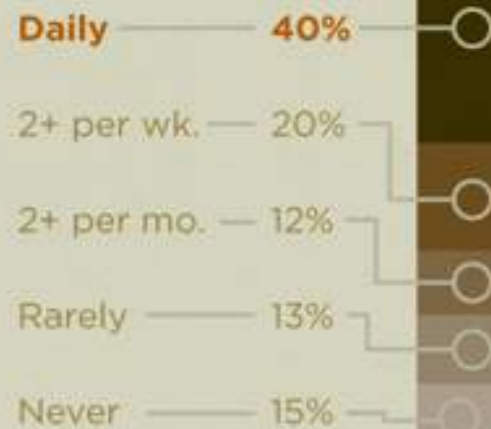 Daily 40%
2+ per wk. 20%
2+ per mo. 12%
Rarely 13%
Never 15%